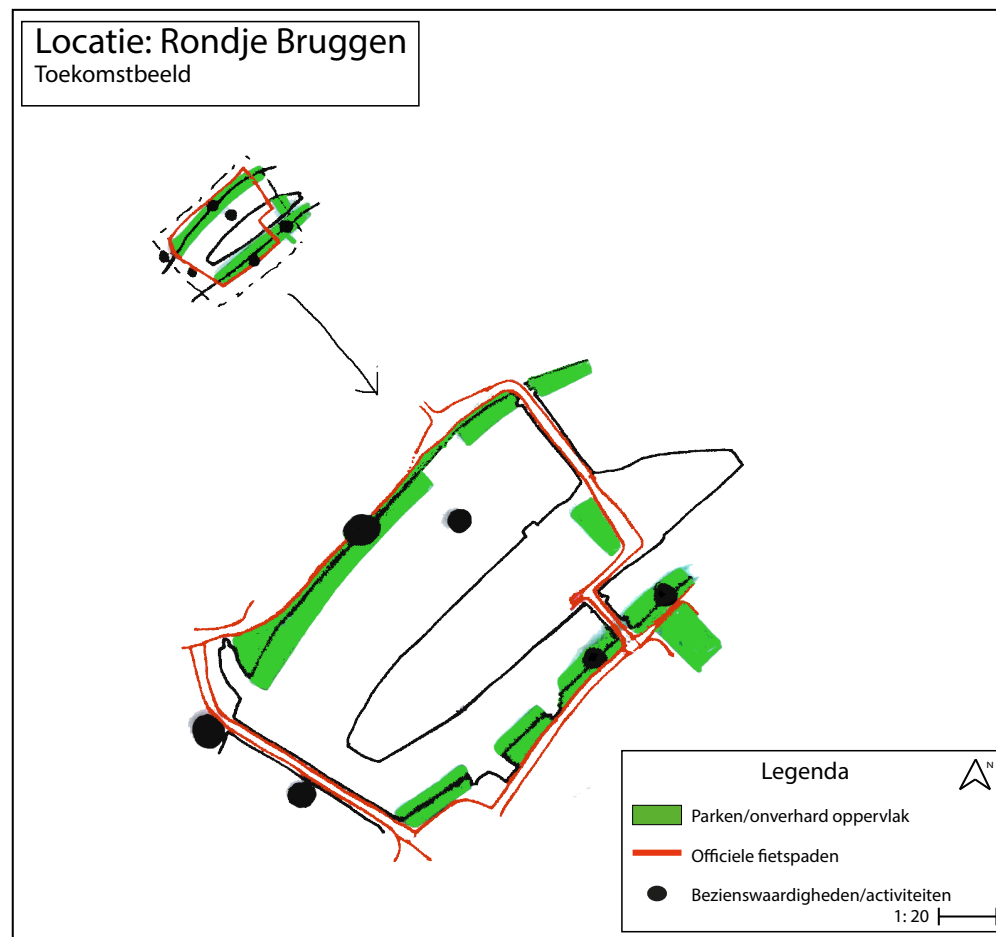 Locatie: Rondje Bruggen
Toekomstbeeld
Legenda
N
Parken/onverhard oppervlak
Officiele fietspaden
Bezienswaardigheden/activiteiten
1: 20